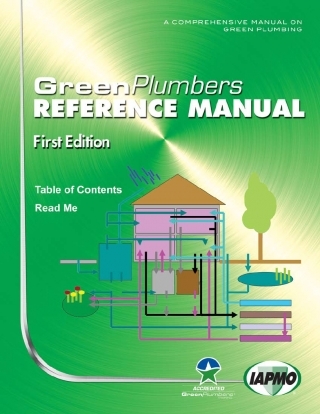 A COMPREHENSIVE MANUAL ON
GREEN PLUMBING
GreenPlumbers
REFERENCE MANUAL
First Edition
Table of Contents
Read Me
ACCREDITED
GreenPlumbers
IAPMO